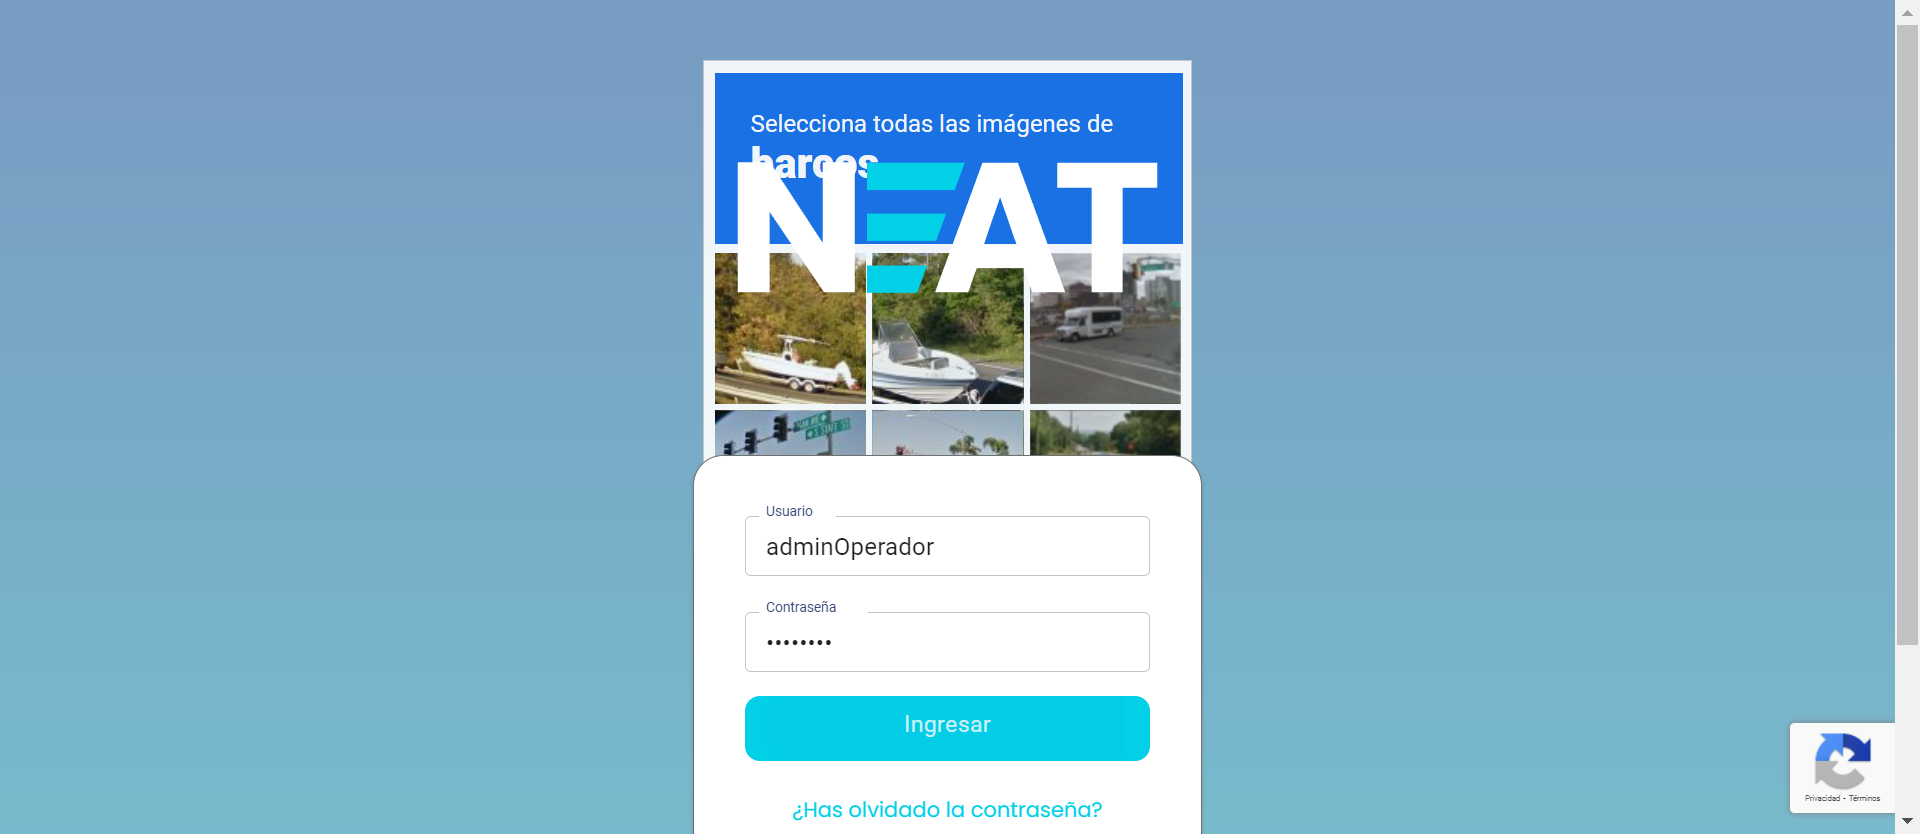 Selecciona todas las imágenes de
barcos
NEAT
Usuario
adminOperador
Contraseña
••••••••
Ingresar
¿Has olvidado la contraseña?
Privacidad - Términos